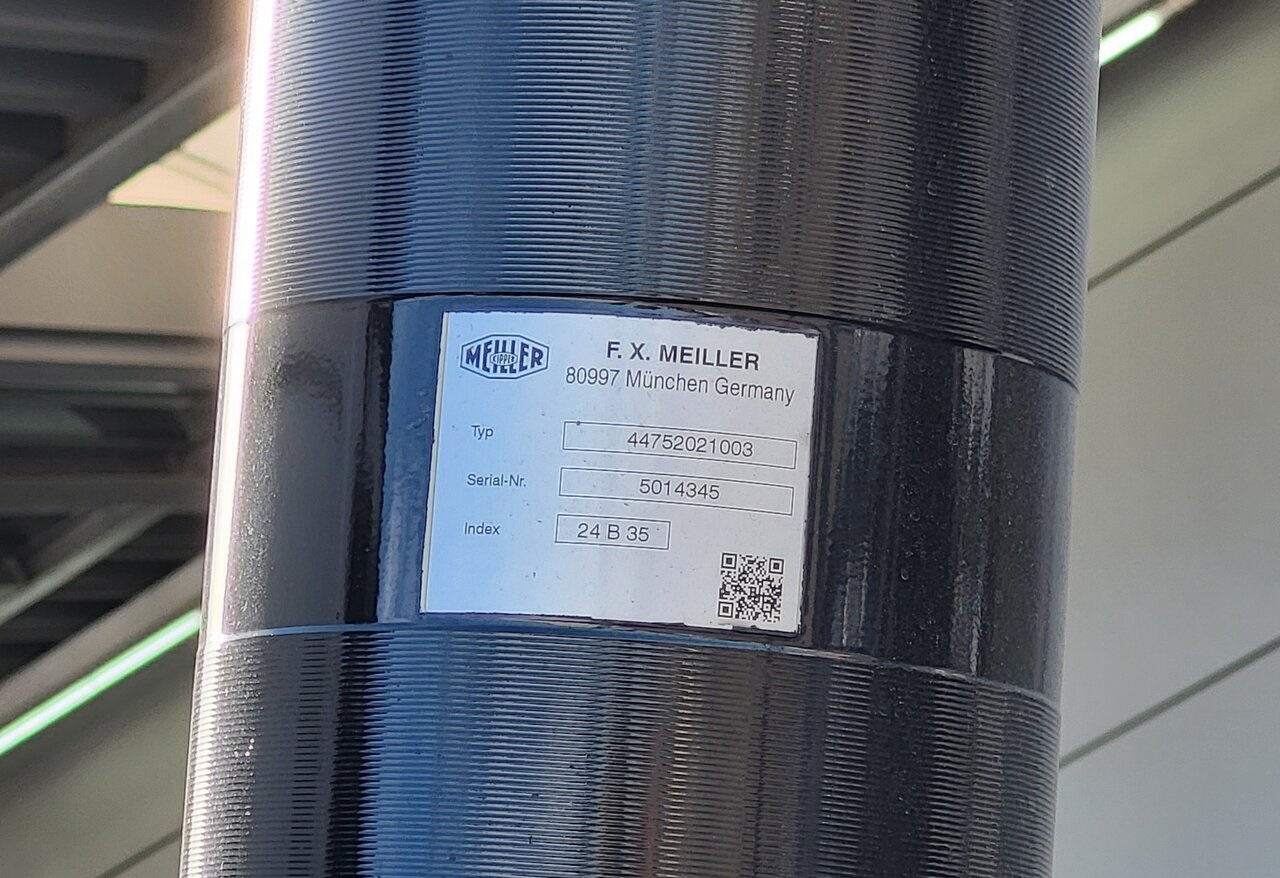 MEILLER
KIPPER
F. X. MEILLER
80997 München Germany
Typ 44752021003
Serial-Nr. 5014345
Index 24 B 35